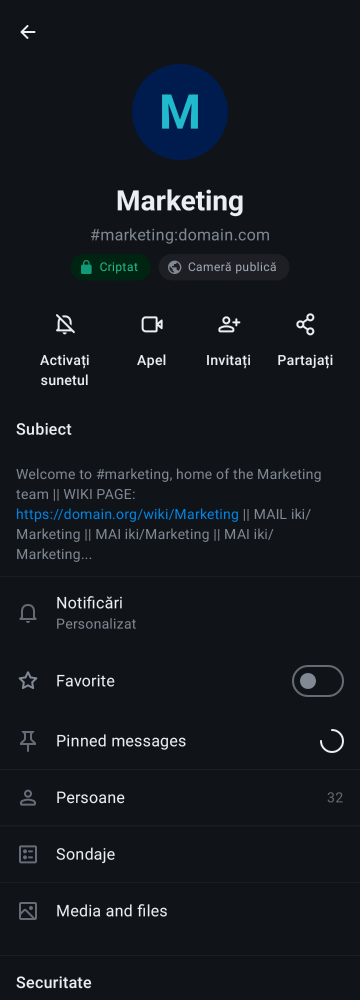 M
Marketing
#marketing:domain.com
Criptat
Cameră publică
Activați
sunetul
Apel
Invitați
Partajați
Subiect
Welcome to #marketing, home of the Marketing
team || WIKI PAGE:
https://domain.org/wiki/Marketing || MAIL iki/
Marketing || MAI iki/Marketing || MAI iki/
Marketing...
Notificări
Personalizat
Favorite
Pinned messages
Persoane
32
Sondaje
Media and files
Securitate